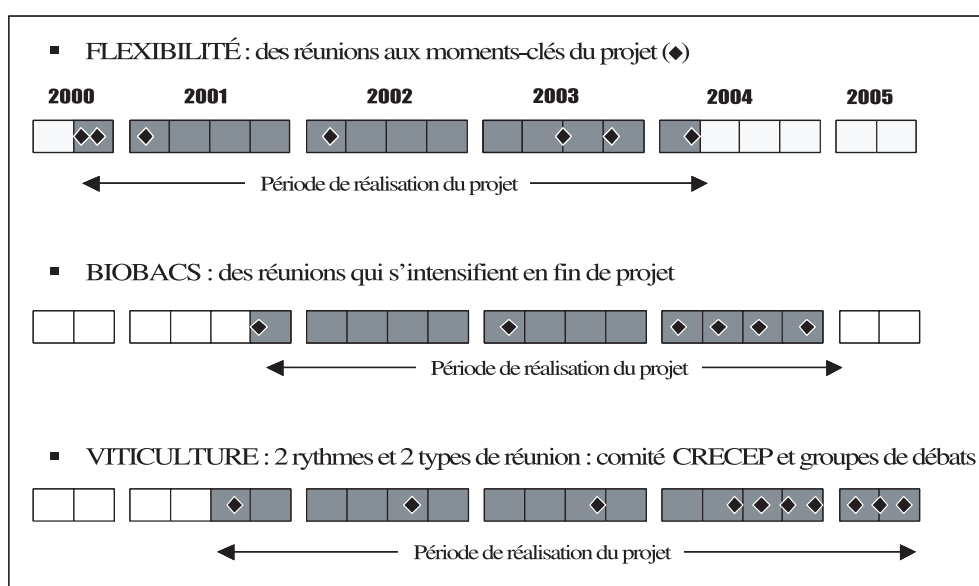 ▪ FLEXIBILITÉ : des réunions aux moments-clés du projet (◆)
2000 2001 2002 2003 2004 2005
Période de réalisation du projet
▪ BIOBACS : des réunions qui s’intensifient en fin de projet
Période de réalisation du projet
▪ VITICULTURE : 2 rythmes et 2 types de réunion : comité CRECEP et groupes de débats
Période de réalisation du projet